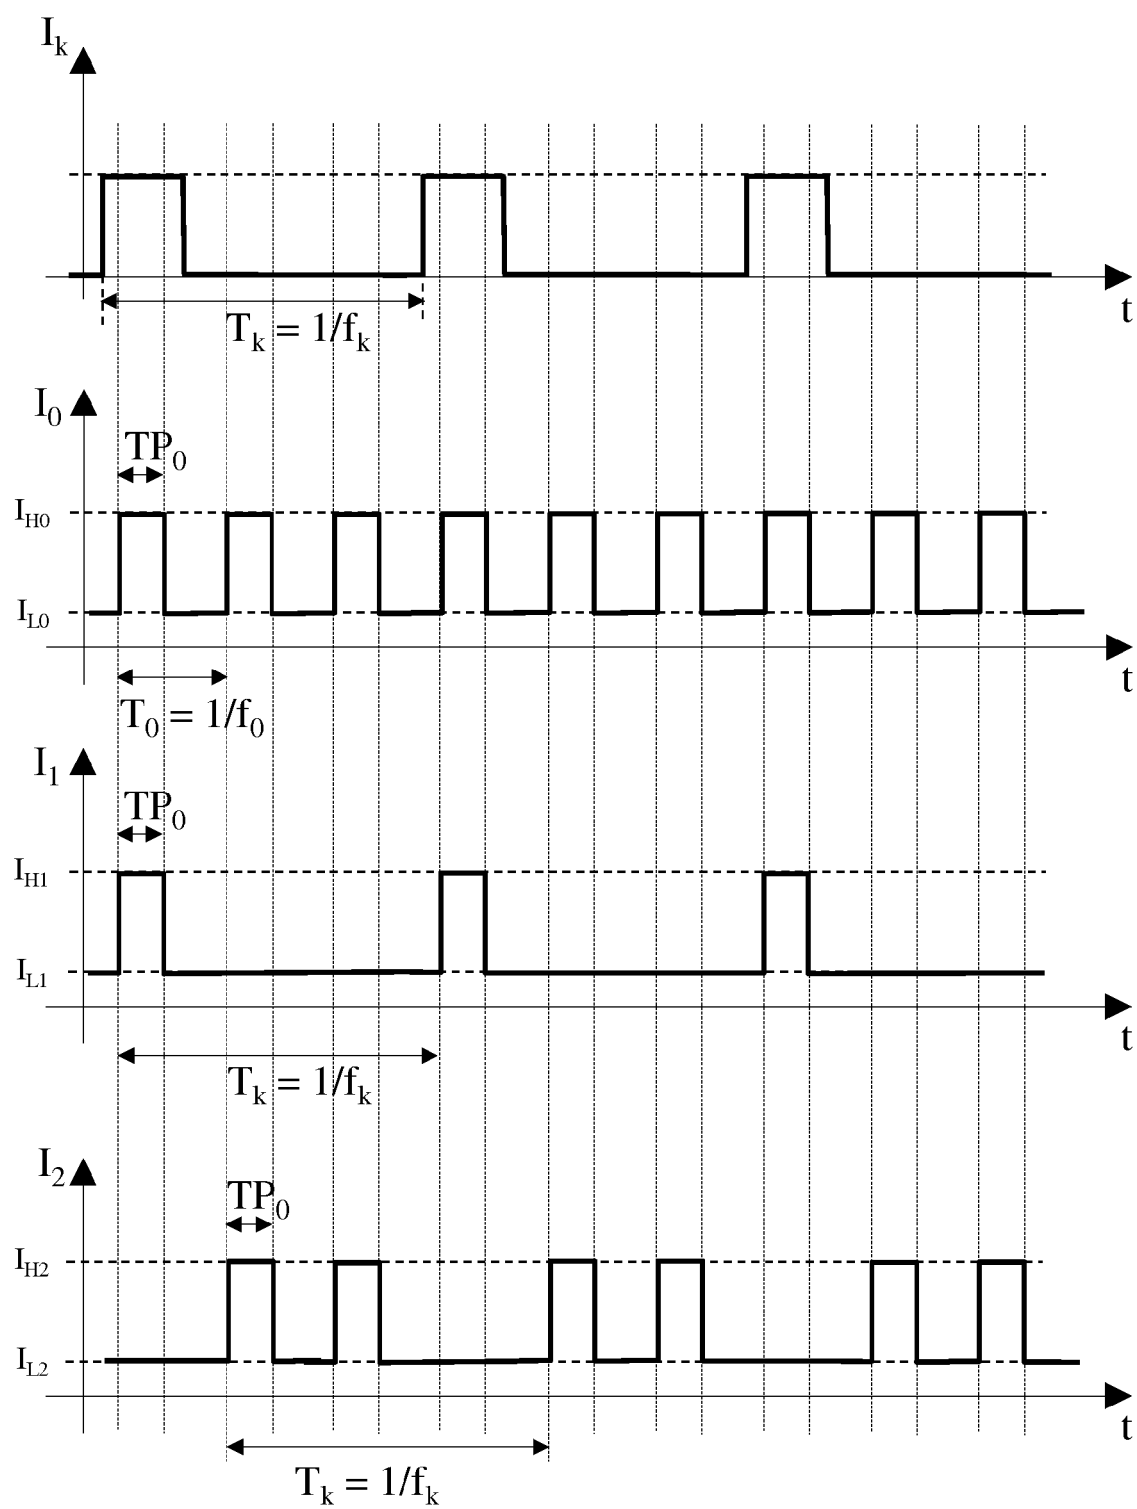 I_k
t
T_k = 1/f_k
I_0
TP_0
I_H0
I_L0
t
T_0 = 1/f_0
I_1
TP_0
I_H1
I_L1
t
T_k = 1/f_k
I_2
TP_0
I_H2
I_L2
t
T_k = 1/f_k